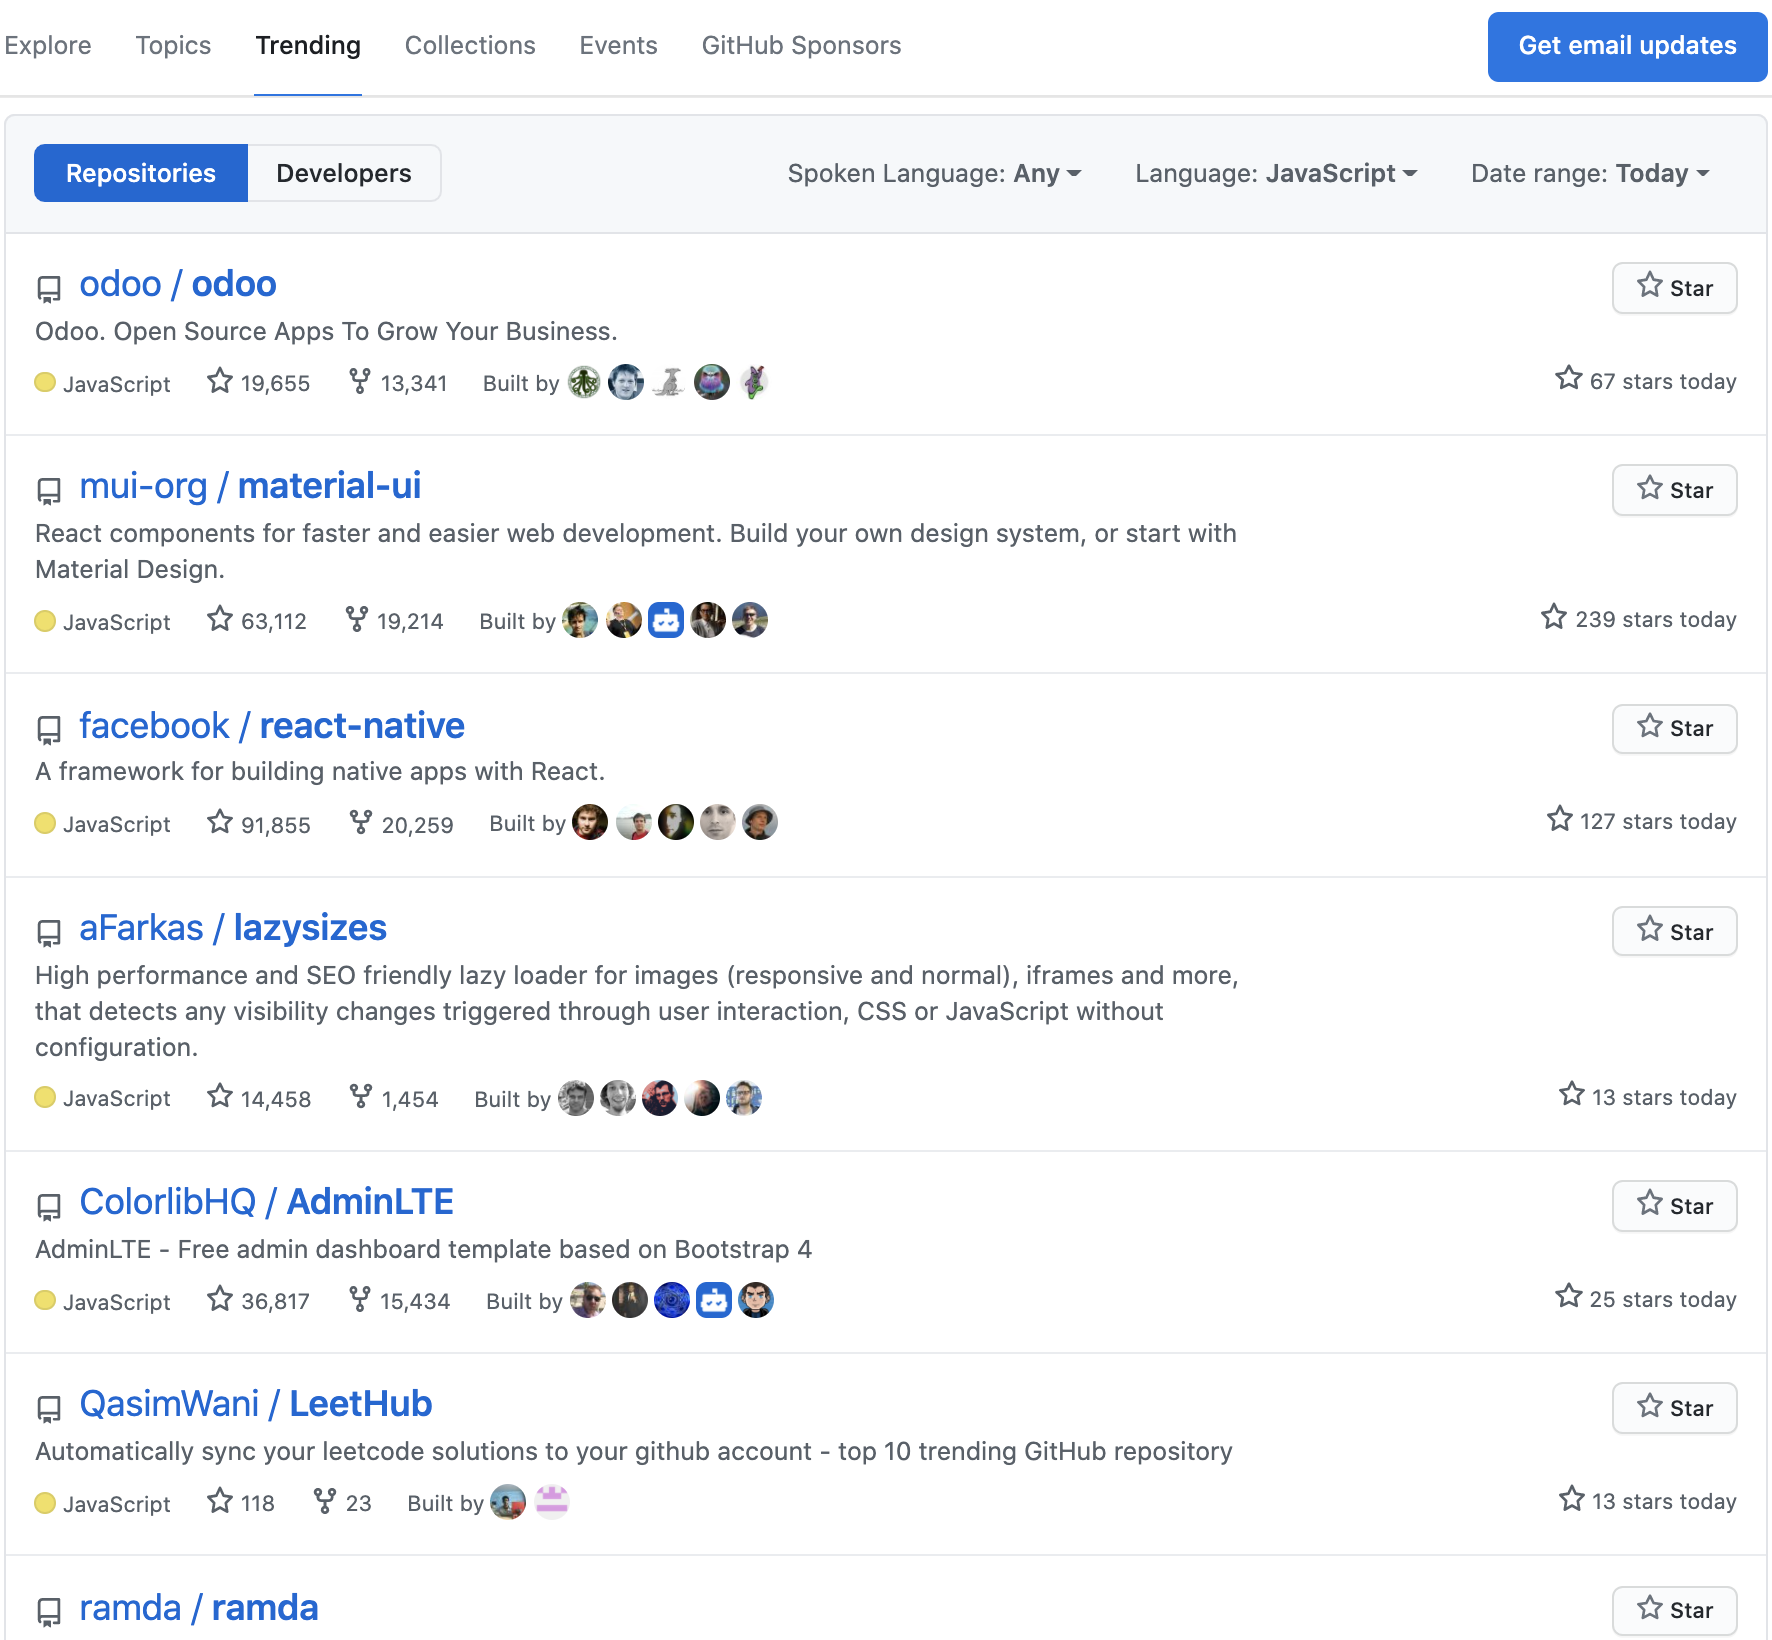 Explore Topics Trending Collections Events GitHub Sponsors Get email updates
Repositories Developers Spoken Language: Any Language: JavaScript Date range: Today
odoo / odoo Star
Odoo. Open Source Apps To Grow Your Business.
JavaScript 19,655 13,341 Built by 67 stars today
mui-org / material-ui Star
React components for faster and easier web development. Build your own design system, or start with
Material Design.
JavaScript 63,112 19,214 Built by 239 stars today
facebook / react-native Star
A framework for building native apps with React.
JavaScript 91,855 20,259 Built by 127 stars today
aFarkas / lazysizes Star
High performance and SEO friendly lazy loader for images (responsive and normal), iframes and more,
that detects any visibility changes triggered through user interaction, CSS or JavaScript without
configuration.
JavaScript 14,458 1,454 Built by 13 stars today
ColorlibHQ / AdminLTE Star
AdminLTE - Free admin dashboard template based on Bootstrap 4
JavaScript 36,817 15,434 Built by 25 stars today
QasimWani / LeetHub Star
Automatically sync your leetcode solutions to your github account - top 10 trending GitHub repository
JavaScript 118 23 Built by 13 stars today
ramda / ramda Star